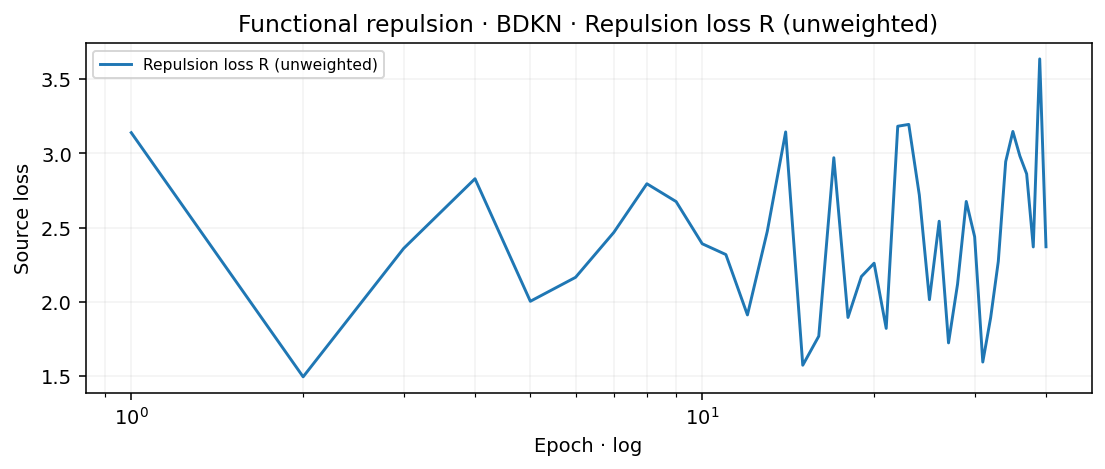 Functional repulsion · BDKN · Repulsion loss R (unweighted)
Repulsion loss R (unweighted)
Source loss
3.5
3.0
2.5
2.0
1.5
10⁰
10¹
Epoch · log